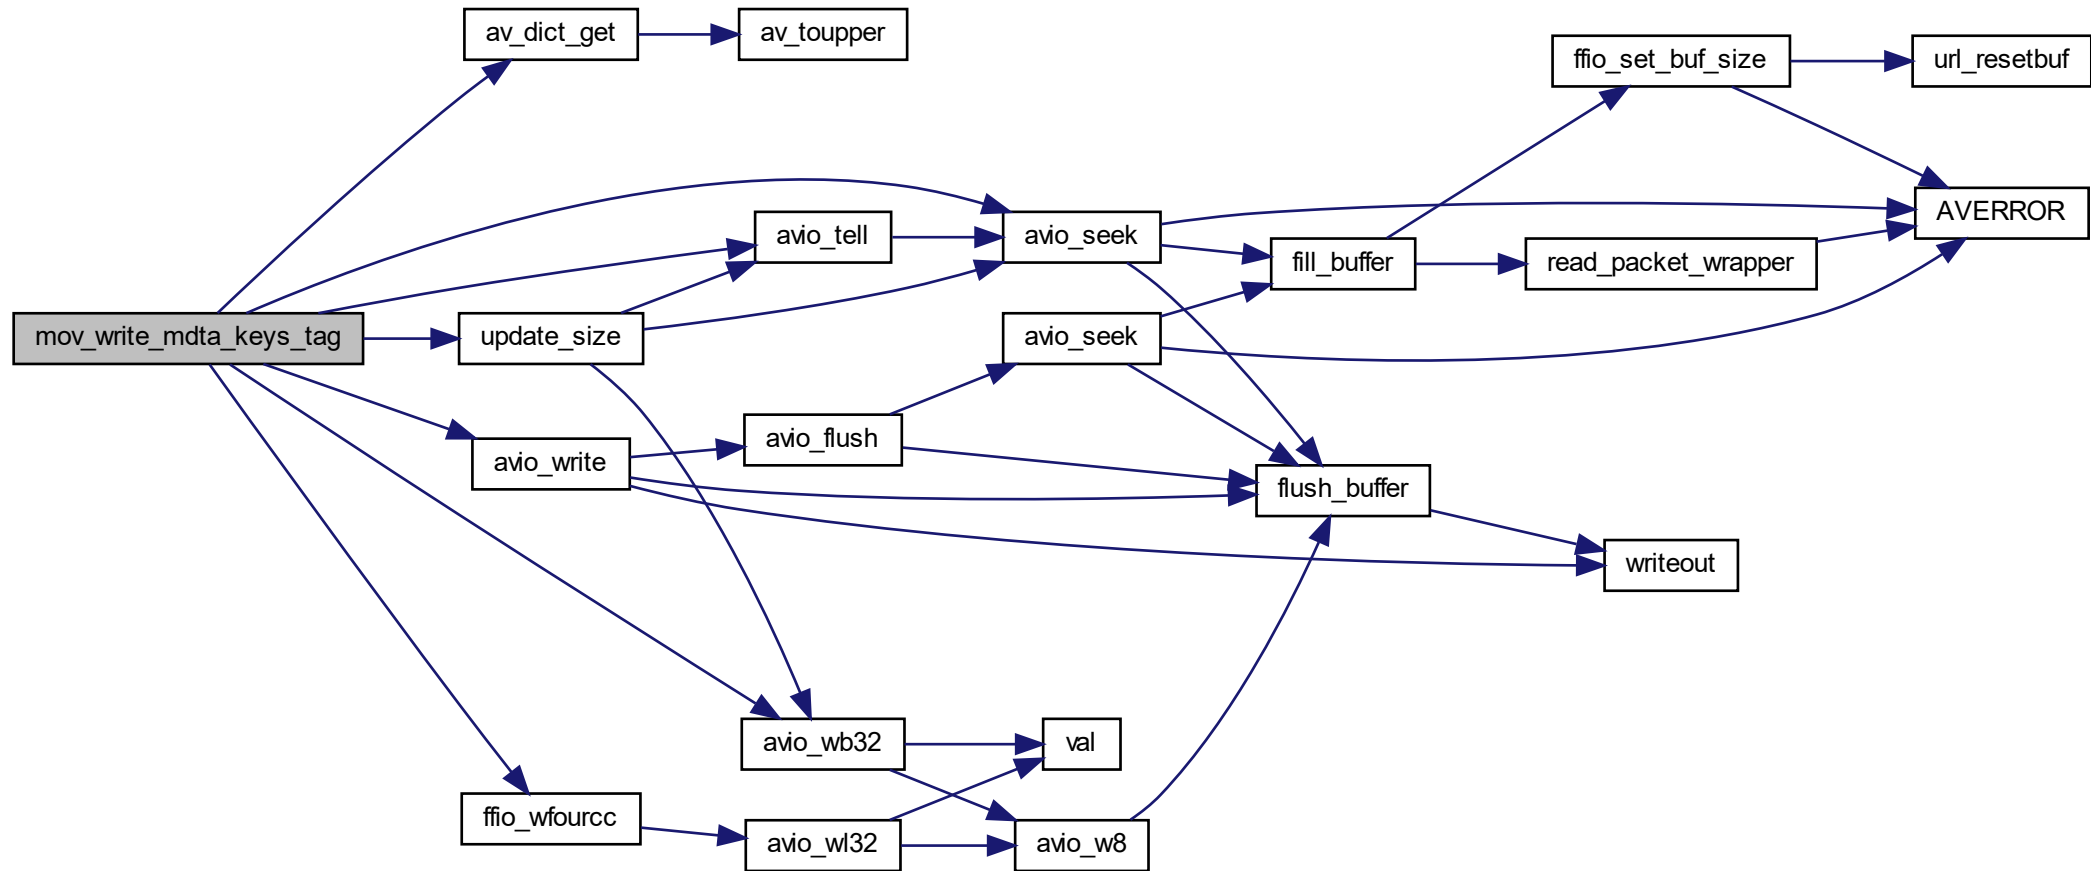 av_dict_get
av_toupper
ffio_set_buf_size
url_resetbuf
AVERROR
avio_tell
avio_seek
fill_buffer
read_packet_wrapper
mov_write_mdta_keys_tag
update_size
avio_seek
avio_write
avio_flush
flush_buffer
writeout
avio_wb32
val
ffio_wfourcc
avio_wl32
avio_w8